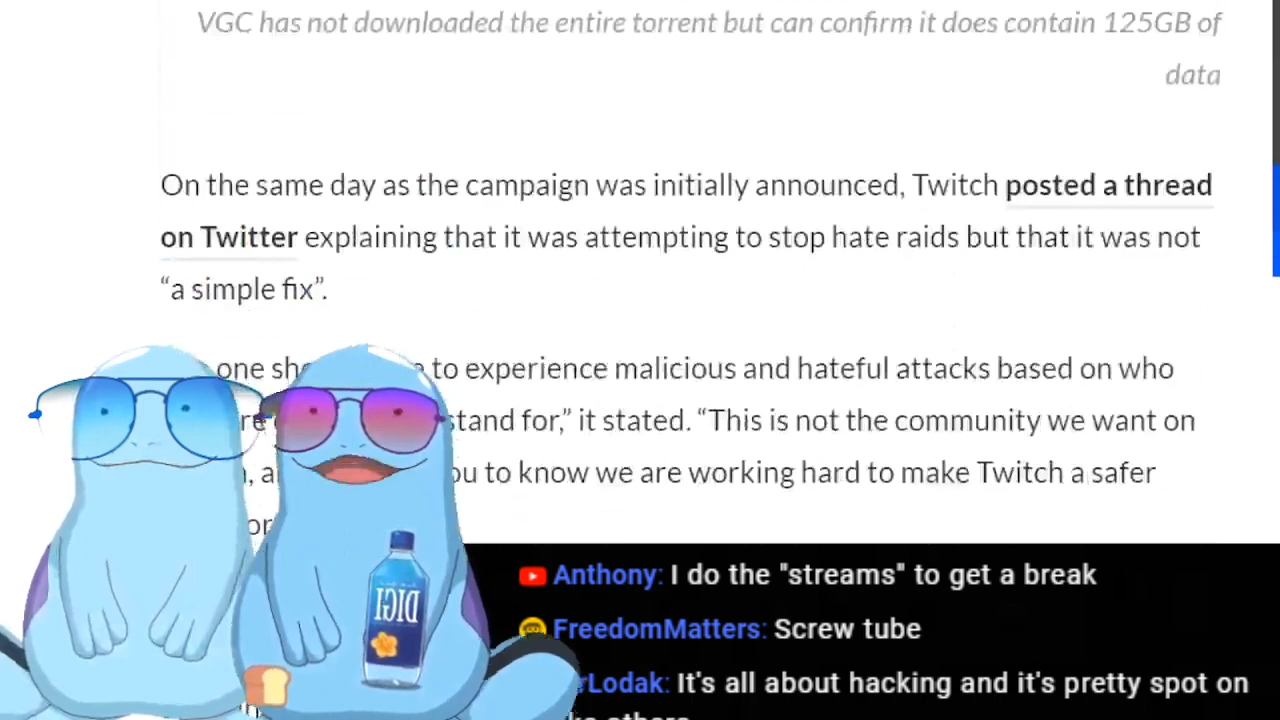 VGC has not downloaded the entire torrent but can confirm it does contain 125GB of
data
On the same day as the campaign was initially announced, Twitch posted a thread
on Twitter explaining that it was attempting to stop hate raids but that it was not
“a simple fix”.
one to experience malicious and hateful attacks based on who
stand for,” it stated. “This is not the community we want on
you to know we are working hard to make Twitch a safer
DIGI
Anthony: I do the "streams" to get a break
FreedomMatters: Screw tube
rLodak: It's all about hacking and it's pretty spot on
others